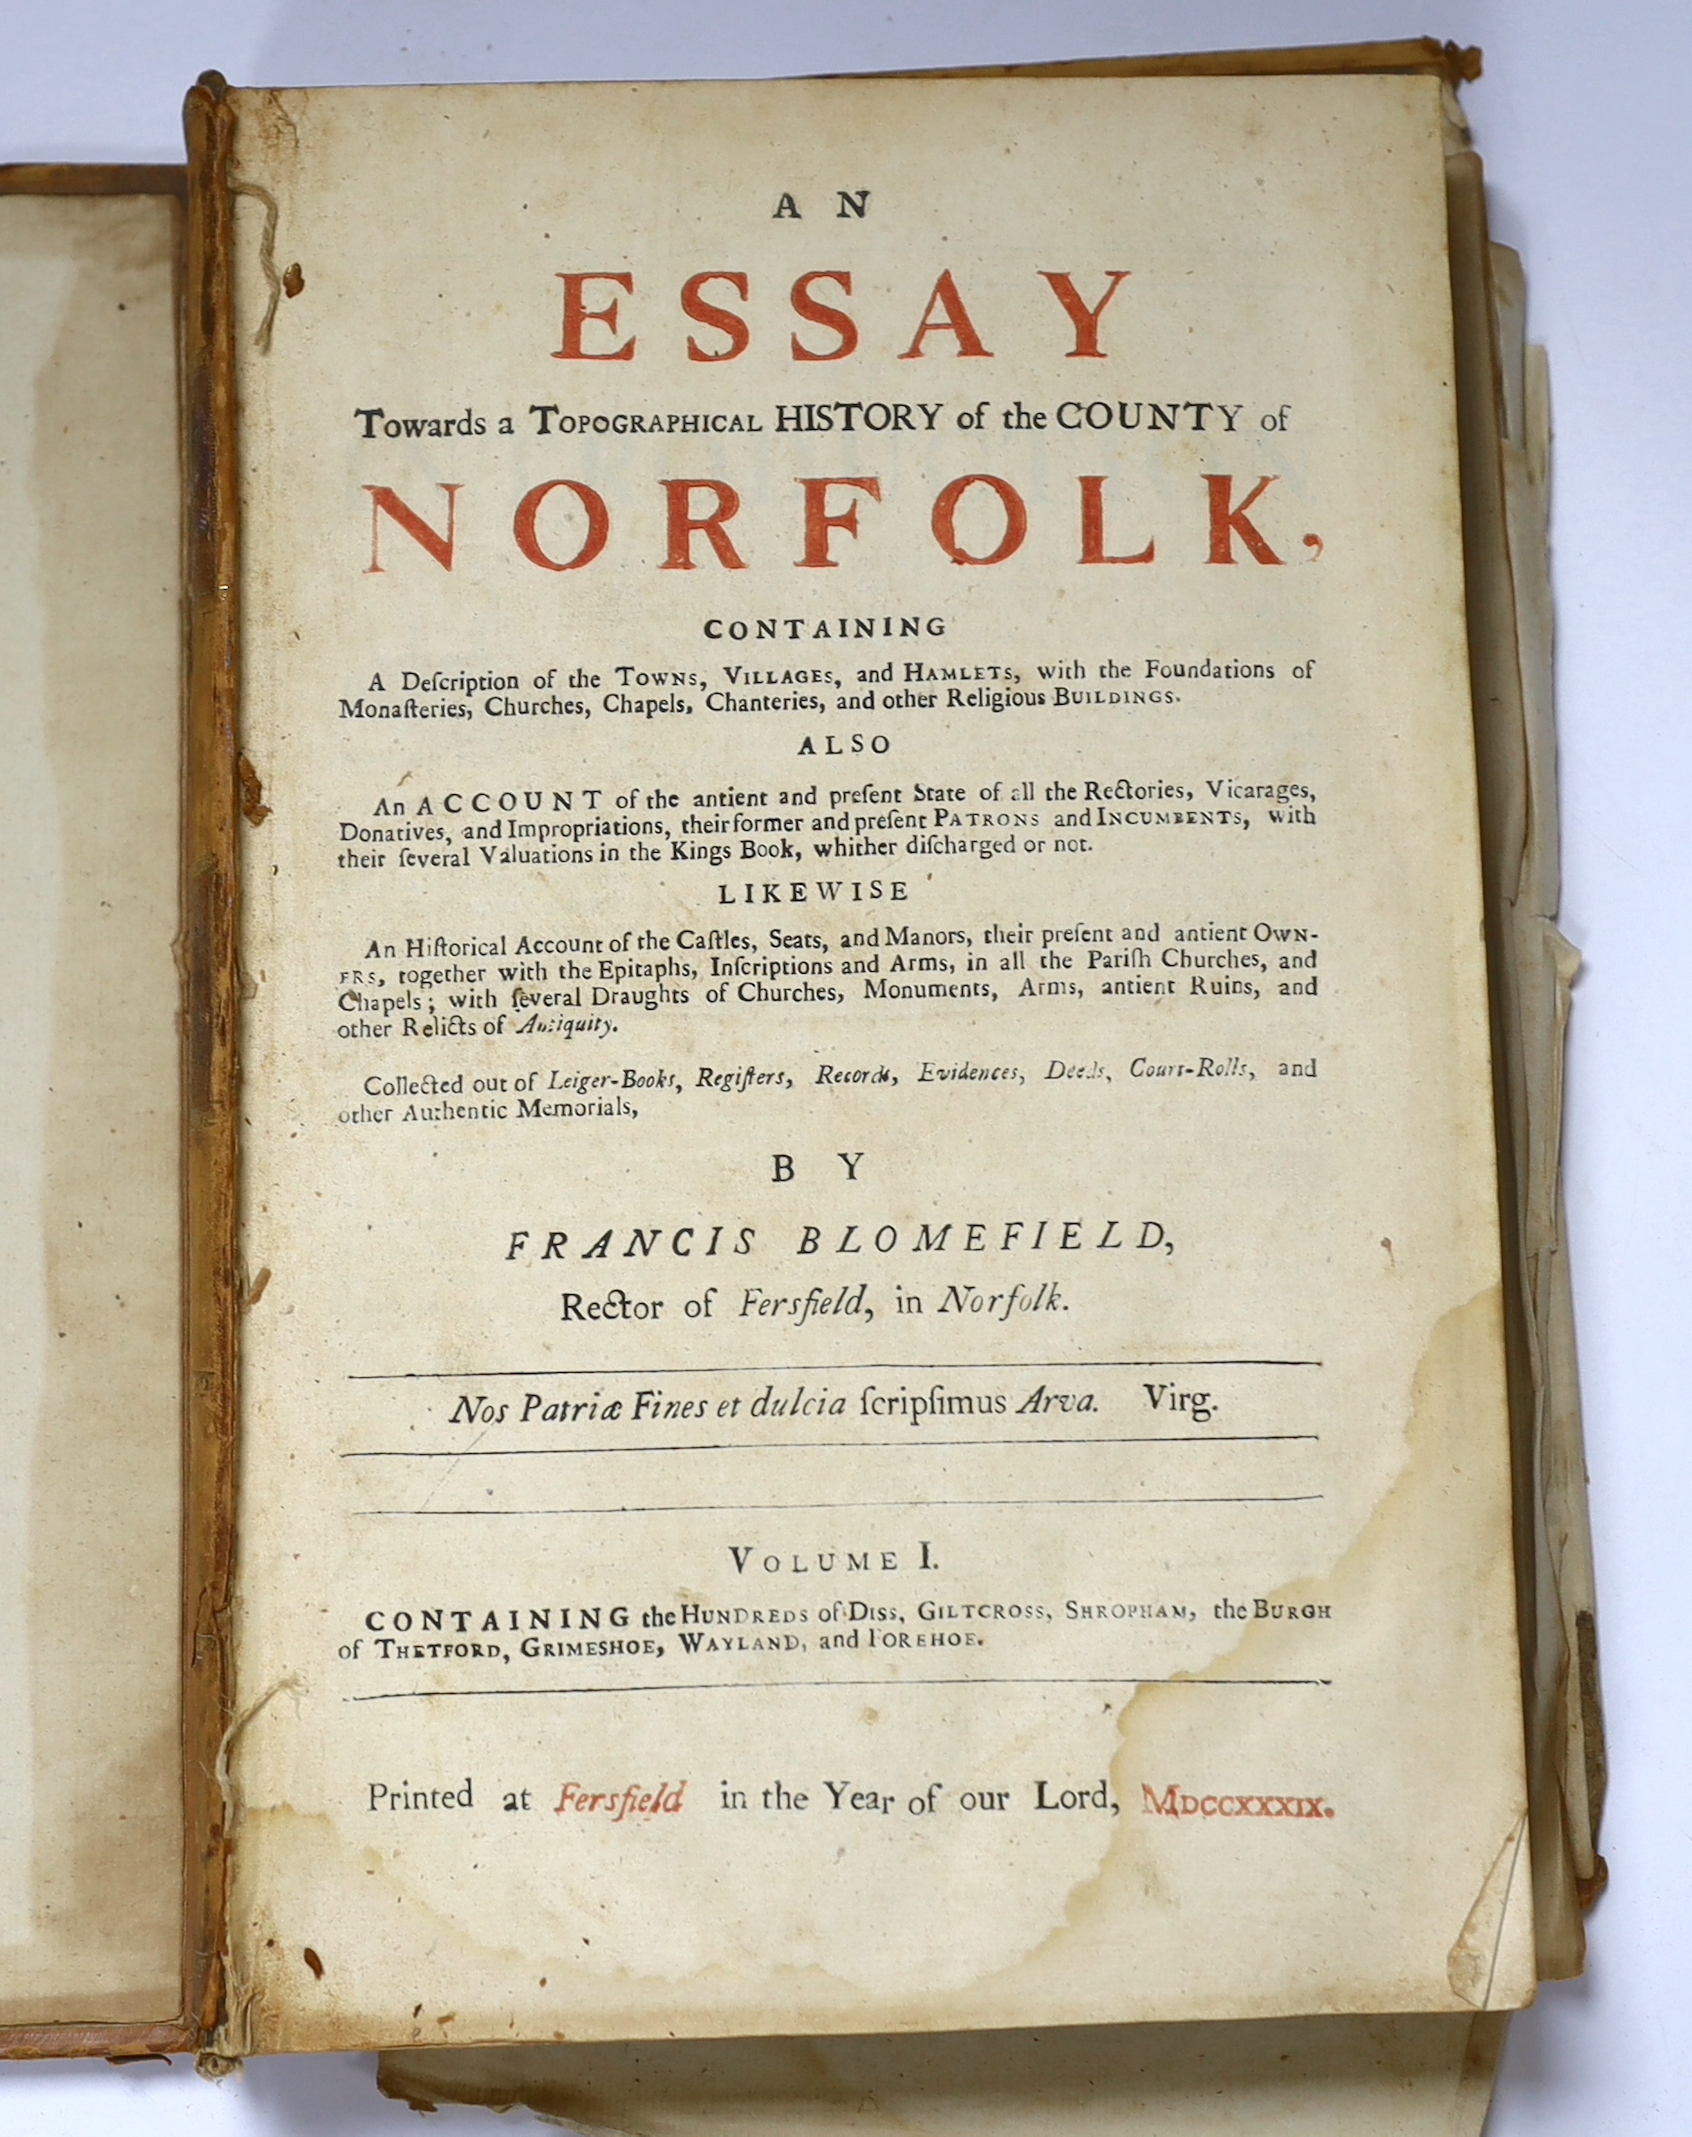 AN
ESSAY
Towards a TOPOGRAPHICAL HISTORY of the COUNTY of
NORFOLK,
CONTAINING
A Deſcription of the TOWNS, VILLAGES, and HAMLETS, with the Foundations of
Monaſteries, Churches, Chapels, Chanteries, and other Religious BUILDINGS.
ALSO
An ACCOUNT of the antient and preſent State of all the Rectories, Vicarages,
Donatives, and Impropriations, their former and preſent PATRONS and INCUMBENTS, with
their ſeveral Valuations in the Kings Book, whither diſcharged or not.
LIKEWISE
An Hiſtorical Account of the Caſtles, Seats, and Manors, their preſent and antient OWN-
ERS, together with the Epitaphs, Inſcriptions and Arms, in all the Pariſh Churches, and
Chapels; with ſeveral Draughts of Churches, Monuments, Arms, antient Ruins, and
other Relicts of Antiquity.
Collected out of Leiger-Books, Regiſters, Records, Evidences, Deeds, Court-Rolls, and
other Authentic Memorials,
BY
FRANCIS BLOMEFIELD,
Rector of Fersfield, in Norfolk.
Nos Patriæ Fines et dulcia ſcripſimus Arva. Virg.
VOLUME I.
CONTAINING the HUNDREDS of DISS, GILTCROSS, SHROPHAM, the BURGH
of THETFORD, GRIMESHOE, WAYLAND, and FOREHOE.
Printed at Fersfield in the Year of our Lord, MDCCXXXIX.